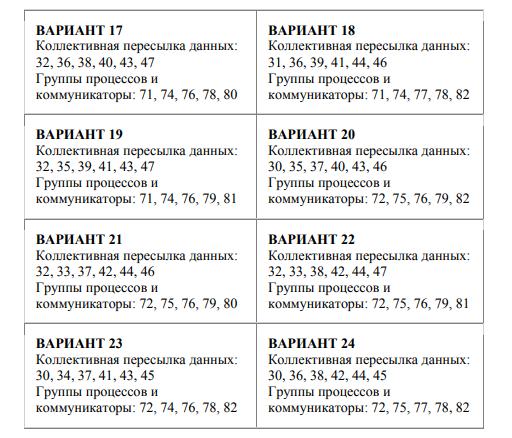 ВАРИАНТ 17
Коллективная пересылка данных:
32, 36, 38, 40, 43, 47
Группы процессов и
коммуникаторы: 71, 74, 76, 78, 80
ВАРИАНТ 18
Коллективная пересылка данных:
31, 36, 39, 41, 44, 46
Группы процессов и
коммуникаторы: 71, 74, 77, 78, 82
ВАРИАНТ 19
Коллективная пересылка данных:
32, 35, 39, 41, 43, 47
Группы процессов и
коммуникаторы: 71, 74, 76, 79, 81
ВАРИАНТ 20
Коллективная пересылка данных:
30, 35, 37, 40, 43, 46
Группы процессов и
коммуникаторы: 72, 75, 76, 79, 82
ВАРИАНТ 21
Коллективная пересылка данных:
32, 33, 37, 42, 44, 46
Группы процессов и
коммуникаторы: 72, 75, 76, 79, 80
ВАРИАНТ 22
Коллективная пересылка данных:
32, 33, 38, 42, 44, 47
Группы процессов и
коммуникаторы: 72, 75, 76, 79, 81
ВАРИАНТ 23
Коллективная пересылка данных:
30, 34, 37, 41, 43, 45
Группы процессов и
коммуникаторы: 72, 74, 76, 78, 82
ВАРИАНТ 24
Коллективная пересылка данных:
30, 36, 38, 42, 44, 45
Группы процессов и
коммуникаторы: 72, 75, 77, 78, 82